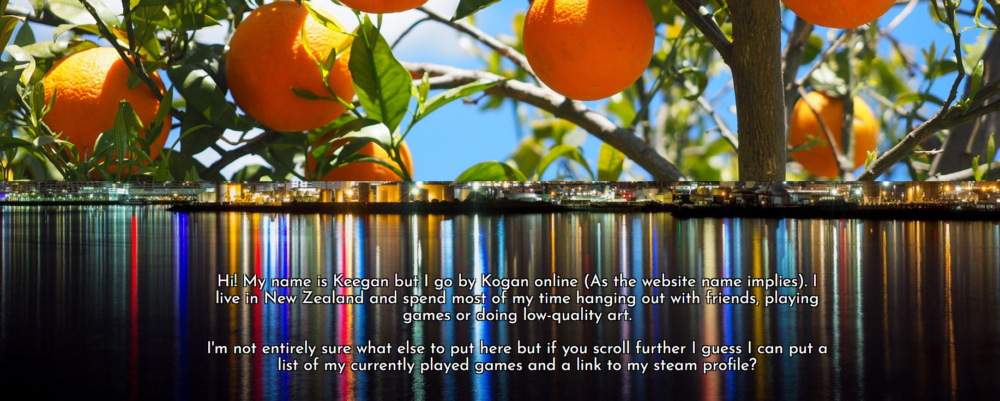 Hi! My name is Keegan but I go by Kogan online (As the website name implies). I
live in New Zealand and spend most of my time hanging out with friends, playing
games or doing low-quality art.
I'm not entirely sure what else to put here but if you scroll further I guess I can put a
list of my currently played games and a link to my steam profile?